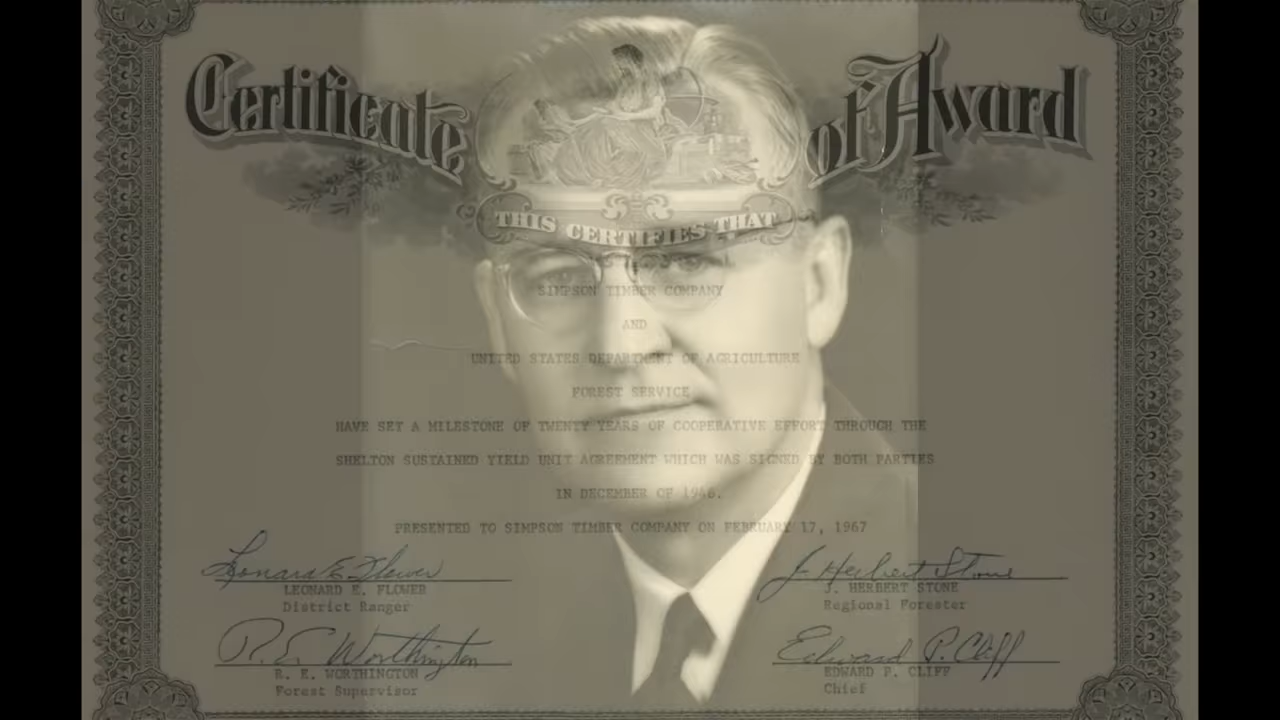 Certificate of Award
THIS CERTIFIES THAT
SIMPSON TIMBER COMPANY
AND
UNITED STATES DEPARTMENT OF AGRICULTURE
FOREST SERVICE
HAVE SET A MILESTONE OF TWENTY YEARS OF COOPERATIVE EFFORT THROUGH THE
SHELTON SUSTAINED YIELD UNIT AGREEMENT WHICH WAS SIGNED BY BOTH PARTIES
IN DECEMBER OF 1946.
PRESENTED TO SIMPSON TIMBER COMPANY ON FEBRUARY 17, 1967
Leonard E. Flower
LEONARD E. FLOWER
District Ranger
J. Herbert Stone
J. HERBERT STONE
Regional Forester
R. E. Worthington
R. E. WORTHINGTON
Forest Supervisor
Edward P. Cliff
EDWARD P. CLIFF
Chief